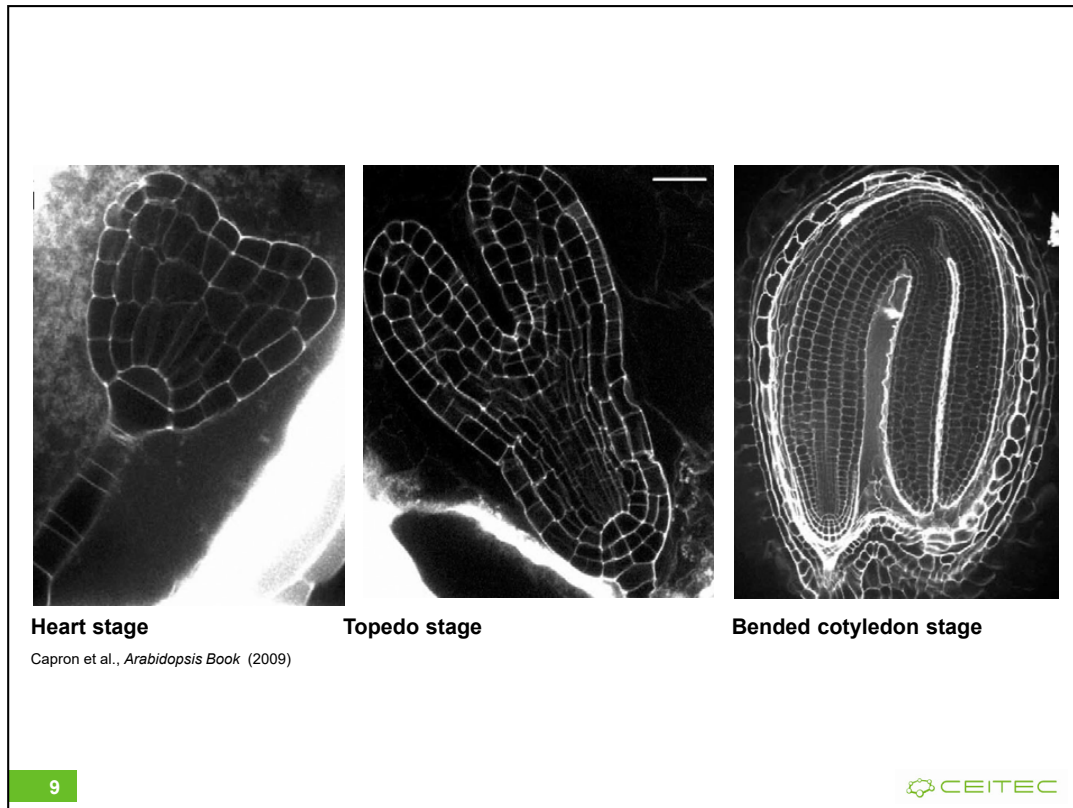 Heart stage
Topedo stage
Bended cotyledon stage
Capron et al., Arabidopsis Book (2009)
9
CEITEC